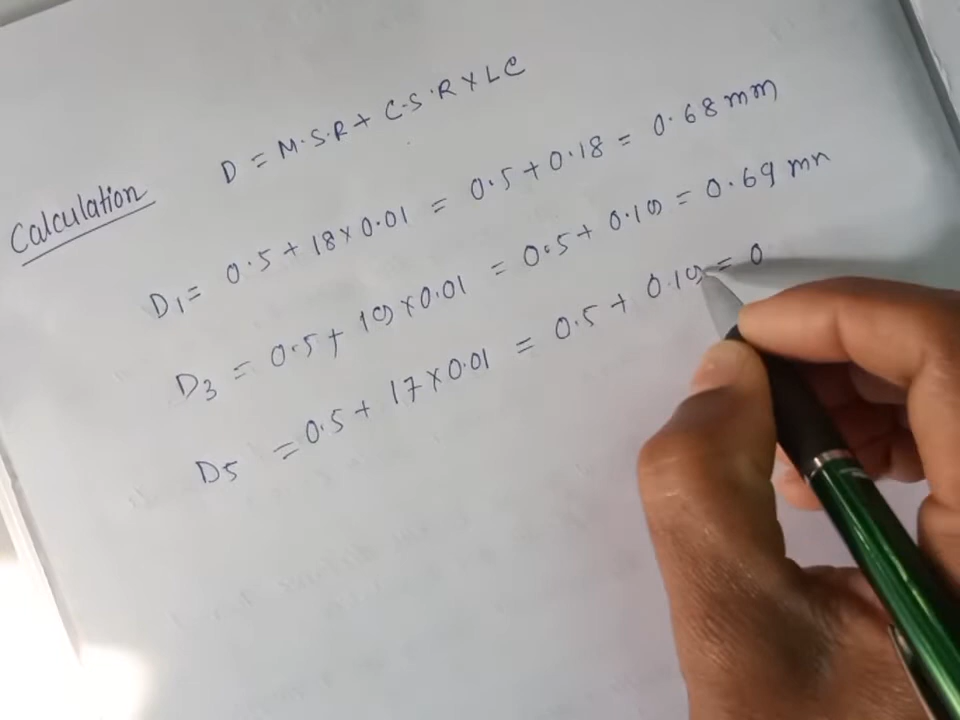 Calculation
D = M.S.R + C.S.R X LC
D1 = 0.5 + 18 x 0.01 = 0.5 + 0.18 = 0.68 mm
D3 = 0.5 + 19 x 0.01 = 0.5 + 0.19 = 0.69 mn
D5 = 0.5 + 17 x 0.01 = 0.5 + 0.19 = 0